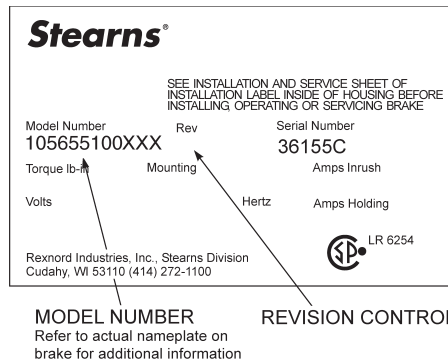 Stearns®
SEE INSTALLATION AND SERVICE SHEET OF
INSTALLATION LABEL INSIDE OF HOUSING BEFORE
INSTALLING, OPERATING OR SERVICING BRAKE
Model Number Rev Serial Number
105655100XXX 36155C
Torque lb-in Mounting Amps Inrush
Volts Hertz Amps Holding
SP LR 6254
Rexnord Industries, Inc., Stearns Division
Cudahy, WI 53110 (414) 272-1100
MODEL NUMBER REVISION CONTROL
Refer to actual nameplate on
brake for additional information